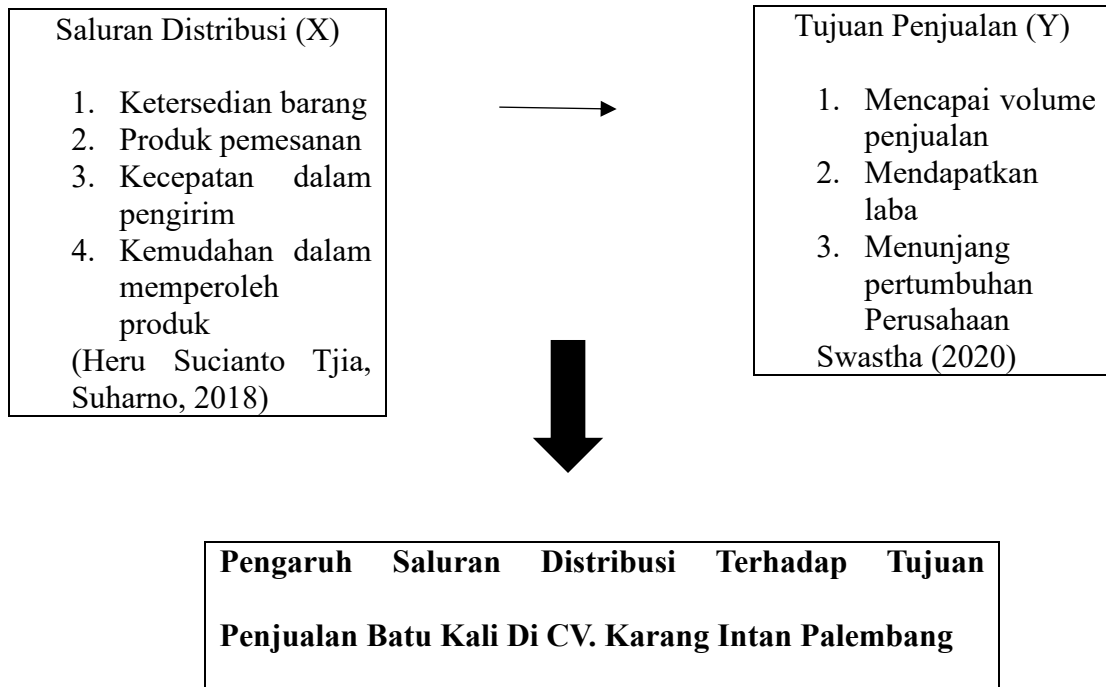 Saluran Distribusi (X)
1. Ketersedian barang
2. Produk pemesanan
3. Kecepatan dalam
pengirim
4. Kemudahan dalam
memperoleh
produk
(Heru Sucianto Tjia,
Suharno, 2018)
Tujuan Penjualan (Y)
1. Mencapai volume
penjualan
2. Mendapatkan
laba
3. Menunjang
pertumbuhan
Perusahaan
Swastha (2020)
Pengaruh Saluran Distribusi Terhadap Tujuan
Penjualan Batu Kali Di CV. Karang Intan Palembang